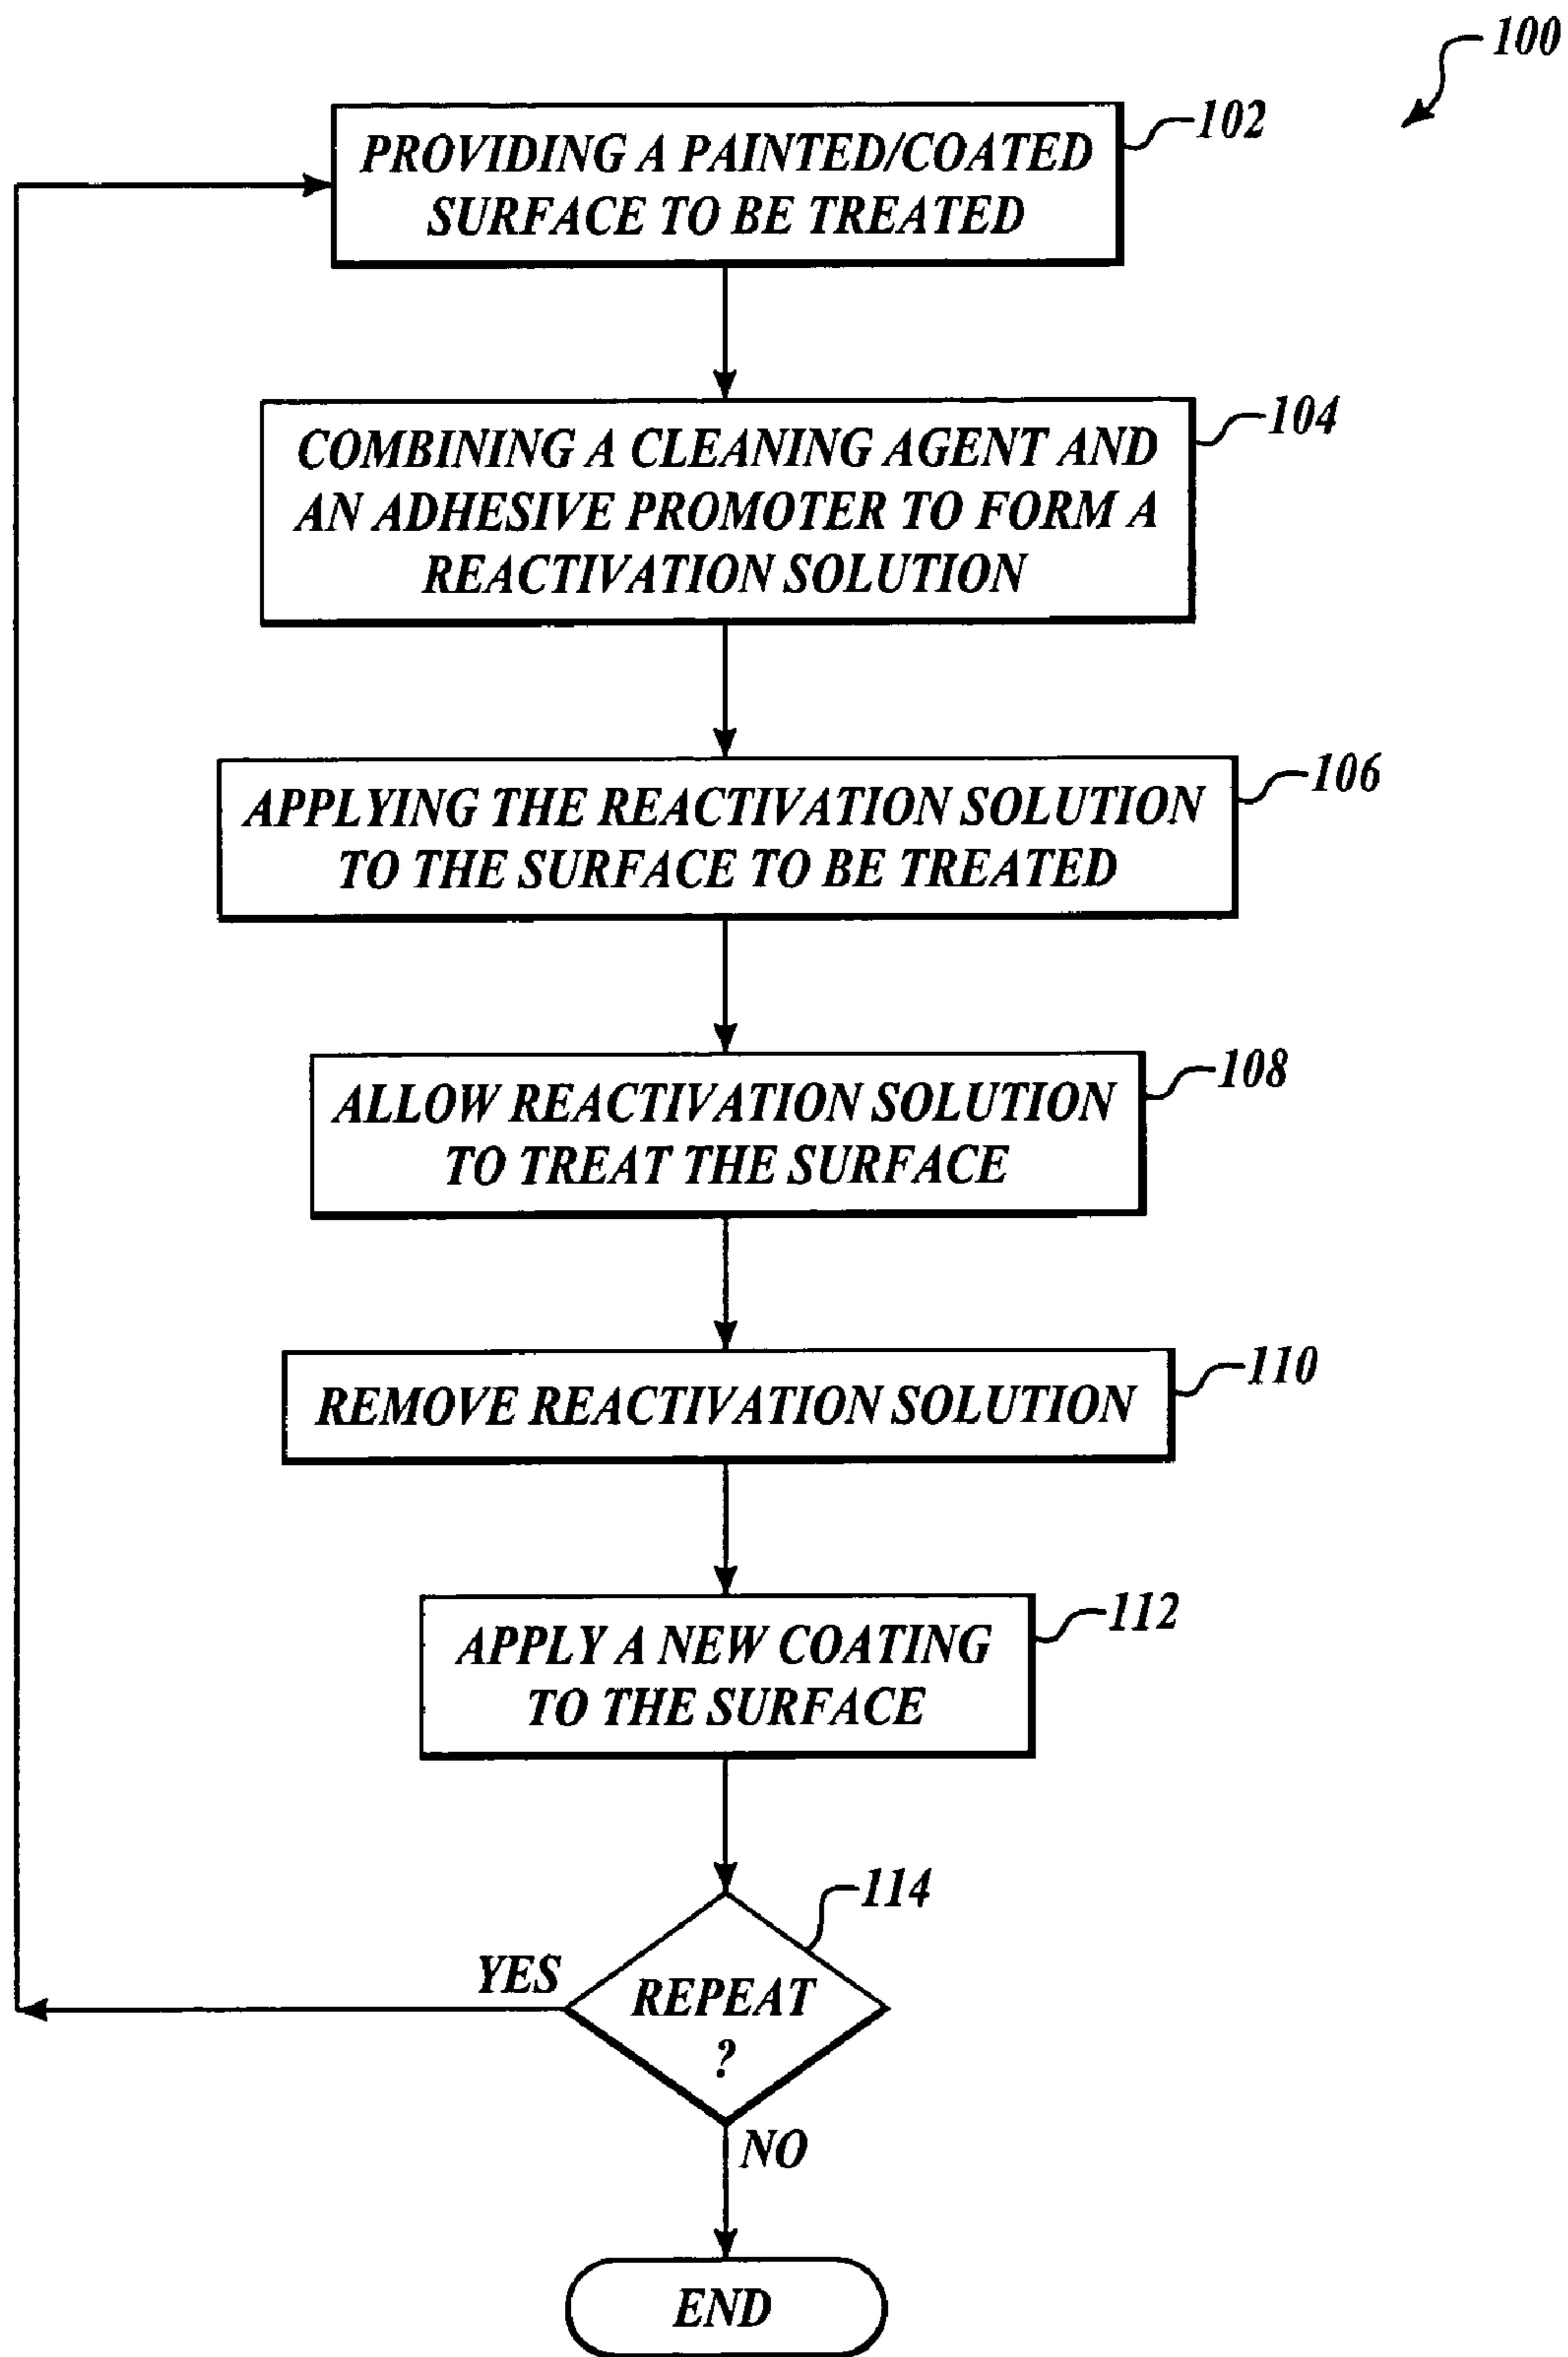 100
PROVIDING A PAINTED/COATED
SURFACE TO BE TREATED
102
COMBINING A CLEANING AGENT AND
AN ADHESIVE PROMOTER TO FORM A
REACTIVATION SOLUTION
104
APPLYING THE REACTIVATION SOLUTION
TO THE SURFACE TO BE TREATED
106
ALLOW REACTIVATION SOLUTION
TO TREAT THE SURFACE
108
REMOVE REACTIVATION SOLUTION
110
APPLY A NEW COATING
TO THE SURFACE
112
114
YES
REPEAT
?
NO
END